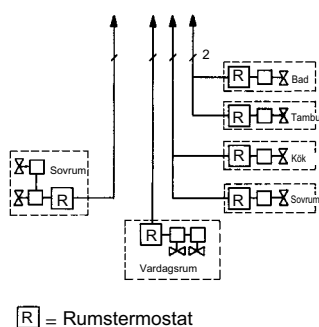 2
R
Bad
R
Tambu
Sovrum
R
Kök
R
R
Sovrum
R
Vardagsrum
R = Rumstermostat